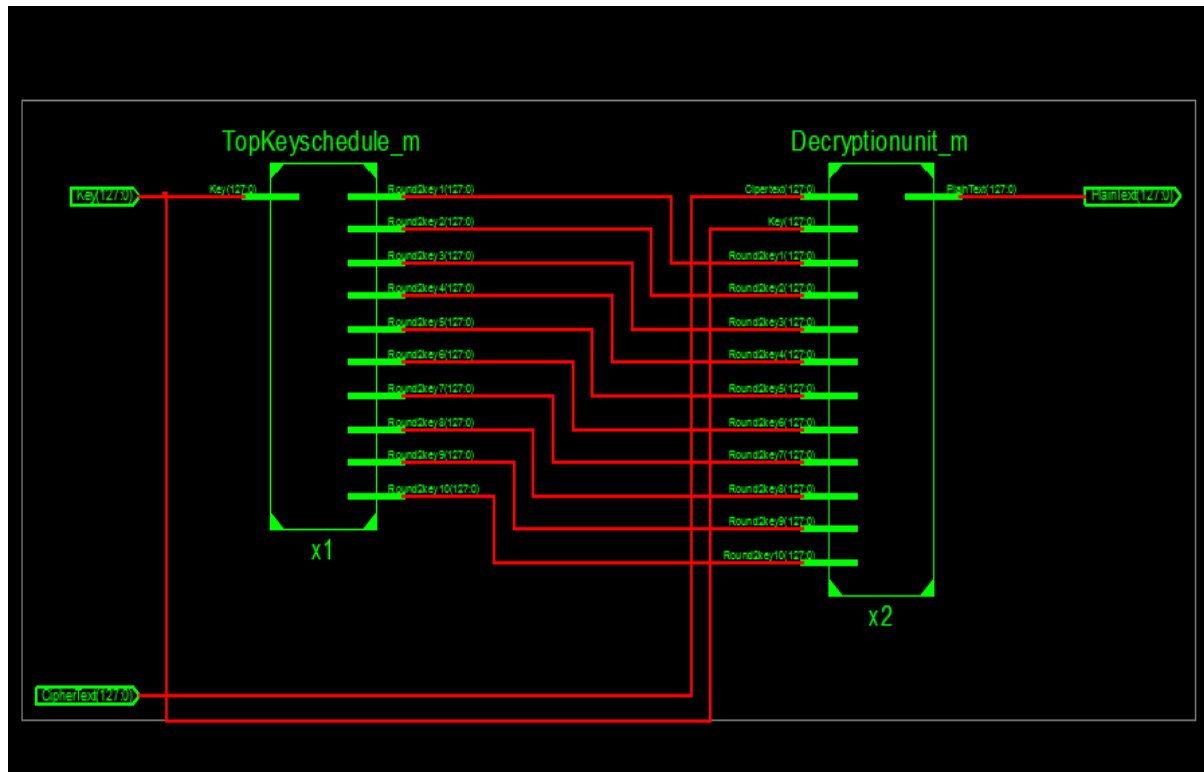 TopKeyschedule_m
Decryptionunit_m
Key(127:0)
Key(127:0)
Round2key1(127:0)
Round2key2(127:0)
Round2key3(127:0)
Round2key4(127:0)
Round2key5(127:0)
Round2key6(127:0)
Round2key7(127:0)
Round2key8(127:0)
Round2key9(127:0)
Round2key10(127:0)
x1
Cipertext(127:0)
Key(127:0)
Round2key1(127:0)
Round2key2(127:0)
Round2key3(127:0)
Round2key4(127:0)
Round2key5(127:0)
Round2key6(127:0)
Round2key7(127:0)
Round2key8(127:0)
Round2key9(127:0)
Round2key10(127:0)
PlainText(127:0)
PlainText(127:0)
x2
CipherText(127:0)